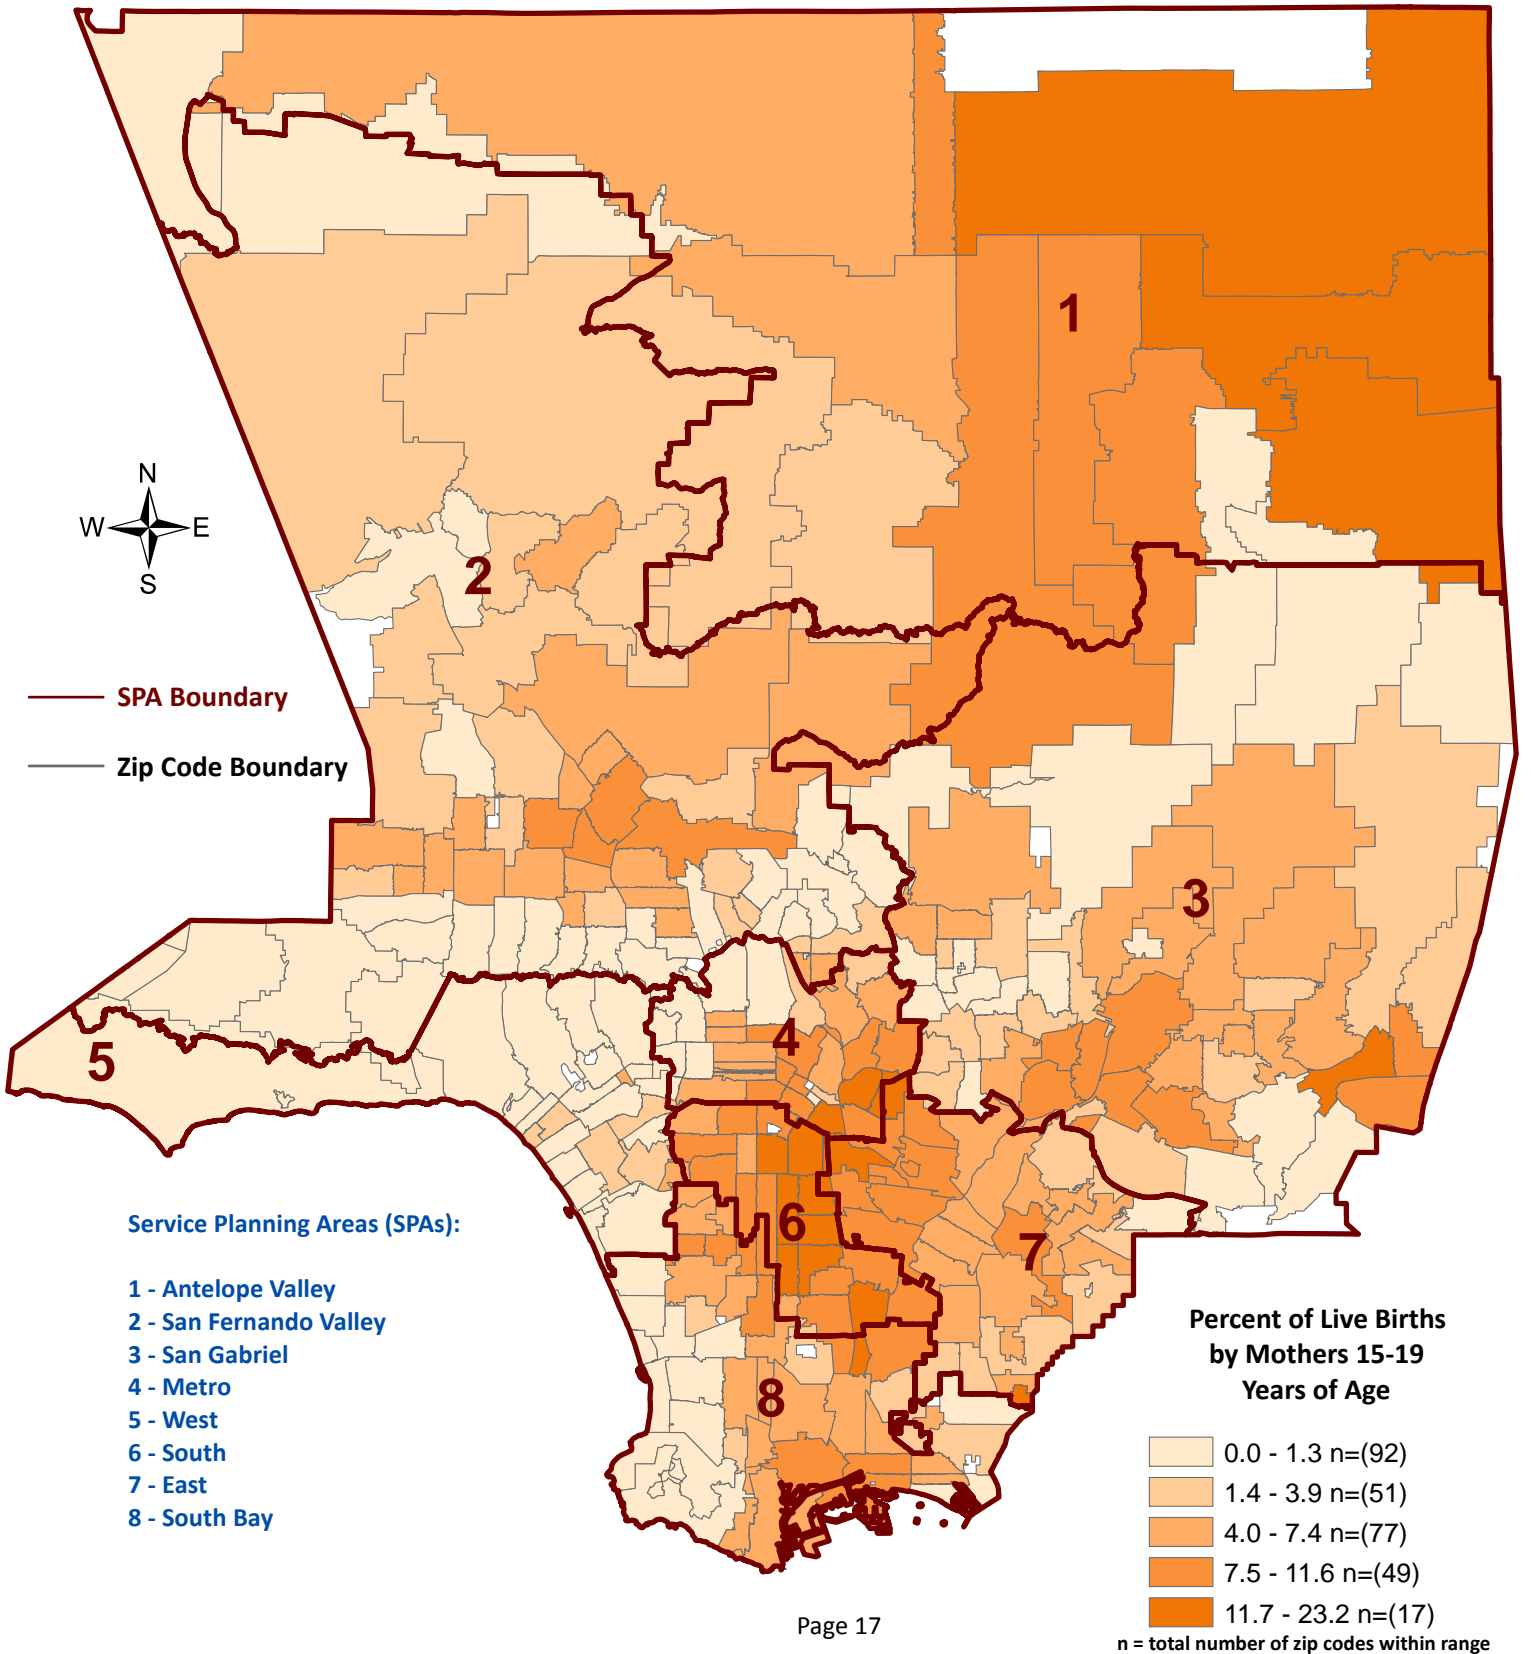 1
N
W E
S
2
SPA Boundary
Zip Code Boundary
3
4
5
6
7
8
Service Planning Areas (SPAs):
1 - Antelope Valley
2 - San Fernando Valley
3 - San Gabriel
4 - Metro
5 - West
6 - South
7 - East
8 - South Bay
Percent of Live Births
by Mothers 15-19
Years of Age
0.0 - 1.3 n=(92)
1.4 - 3.9 n=(51)
4.0 - 7.4 n=(77)
7.5 - 11.6 n=(49)
11.7 - 23.2 n=(17)
n = total number of zip codes within range
Page 17